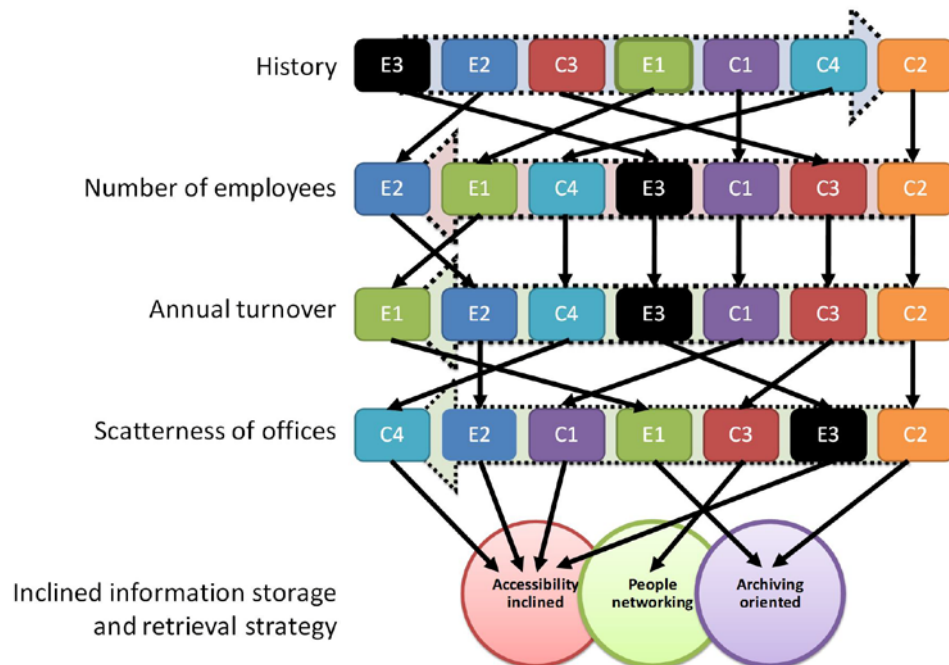 History
E3 E2 C3 E1 C1 C4 C2
Number of employees
E2 E1 C4 E3 C1 C3 C2
Annual turnover
E1 E2 C4 E3 C1 C3 C2
Scatterness of offices
C4 E2 C1 E1 C3 E3 C2
Inclined information storage
and retrieval strategy
Accessibility
inclined
People
networking
Archiving
oriented